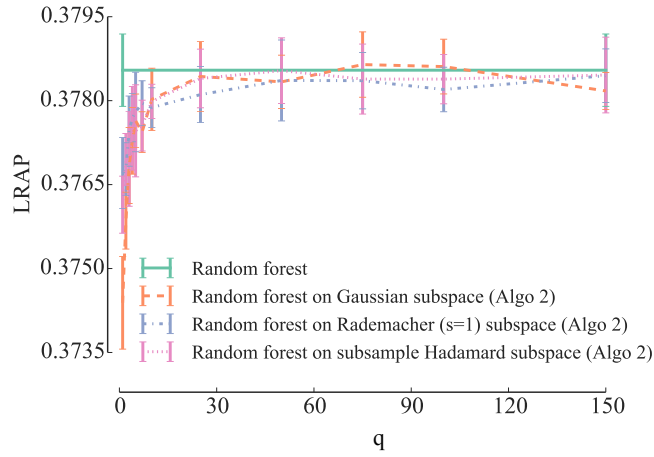 0.3795
0.3780
0.3765
0.3750
0.3735
LRAP
Random forest
Random forest on Gaussian subspace (Algo 2)
Random forest on Rademacher (s=1) subspace (Algo 2)
Random forest on subsample Hadamard subspace (Algo 2)
0 30 60 90 120 150
q